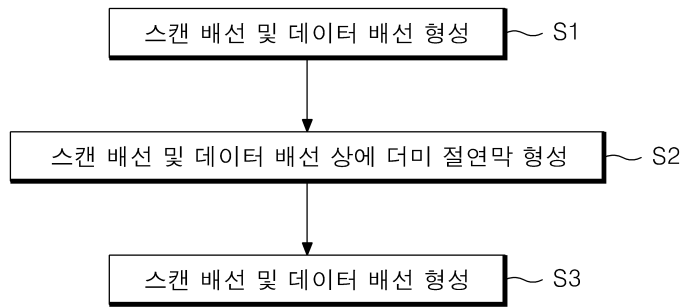 스캔 배선 및 데이터 배선 형성 S1
스캔 배선 및 데이터 배선 상에 더미 절연막 형성 S2
스캔 배선 및 데이터 배선 형성 S3